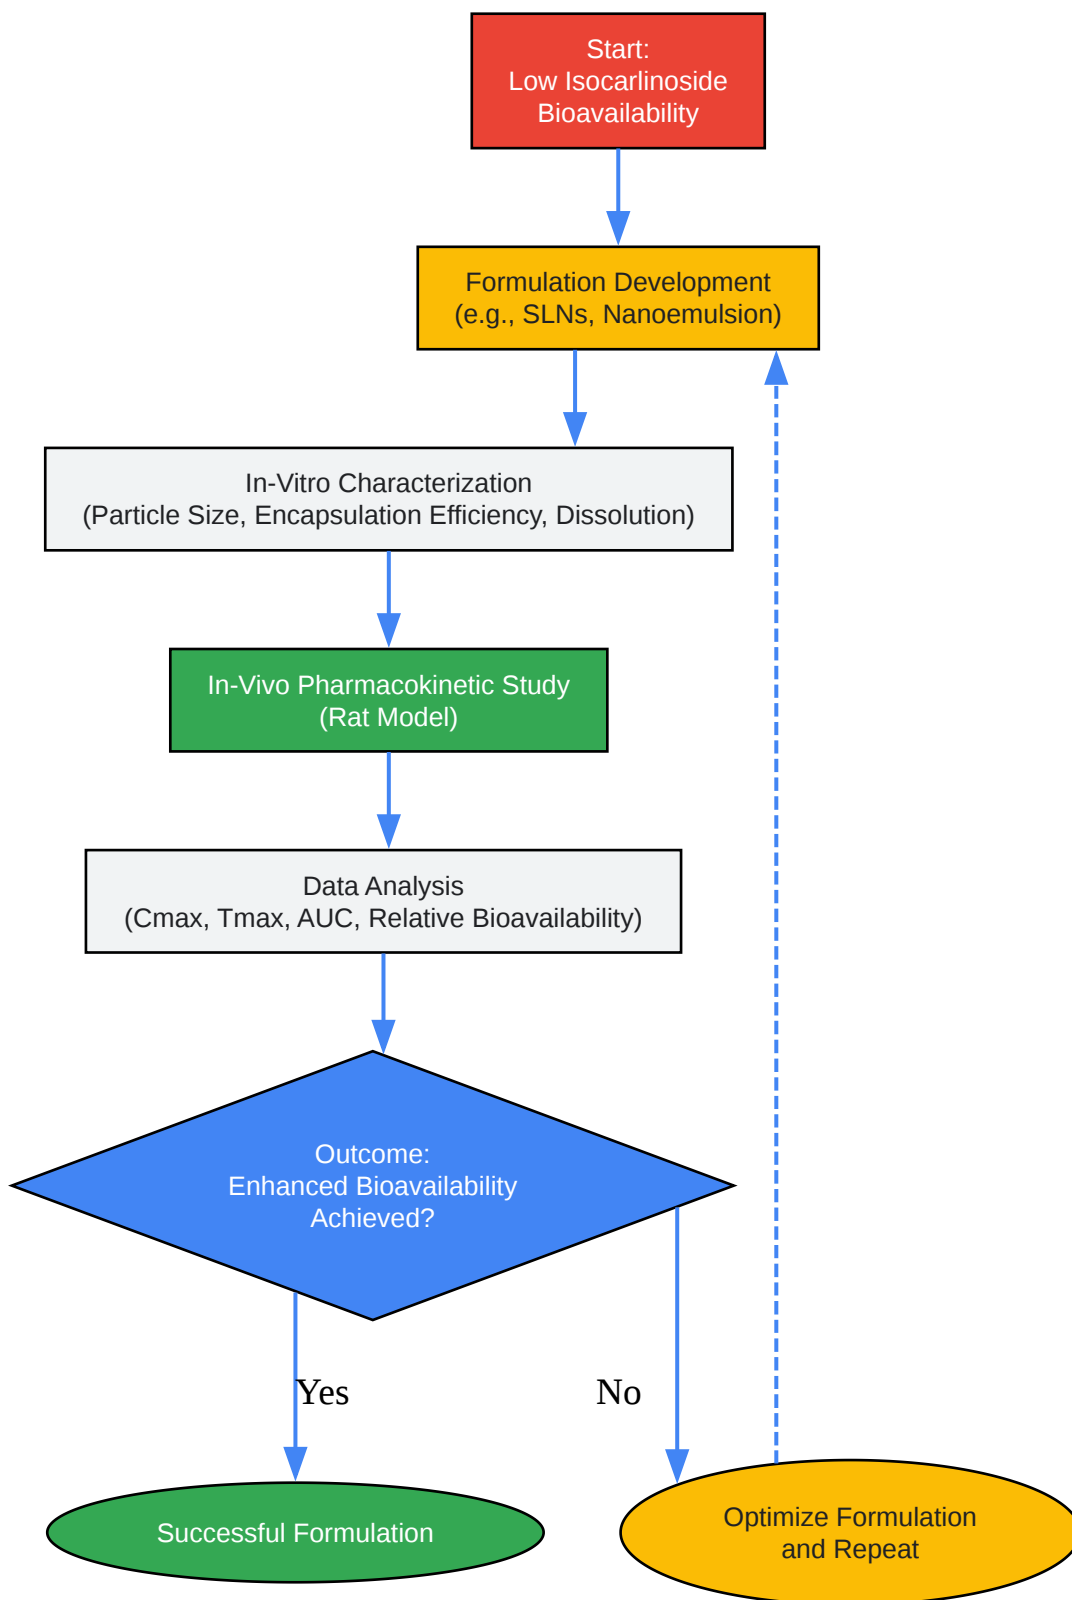 Start:
Low Isocarlinoside
Bioavailability
Formulation Development
(e.g., SLNs, Nanoemulsion)
In-Vitro Characterization
(Particle Size, Encapsulation Efficiency, Dissolution)
In-Vivo Pharmacokinetic Study
(Rat Model)
Data Analysis
(Cmax, Tmax, AUC, Relative Bioavailability)
Outcome:
Enhanced Bioavailability
Achieved?
Yes
No
Successful Formulation
Optimize Formulation
and Repeat